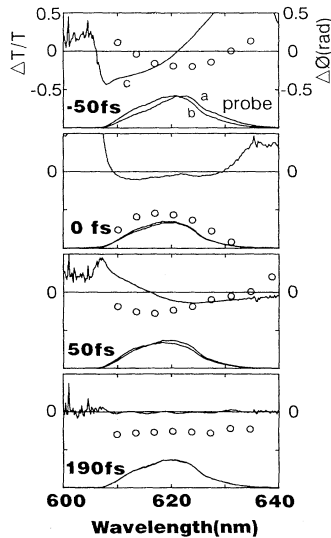 0.5 0.5
ΔT/T 0 0 ΔØ(rad)
-0.5 -0.5
c a b probe
-50fs
0 0
0 fs
0 0
50fs
0 0
190fs
600 620 640
Wavelength(nm)